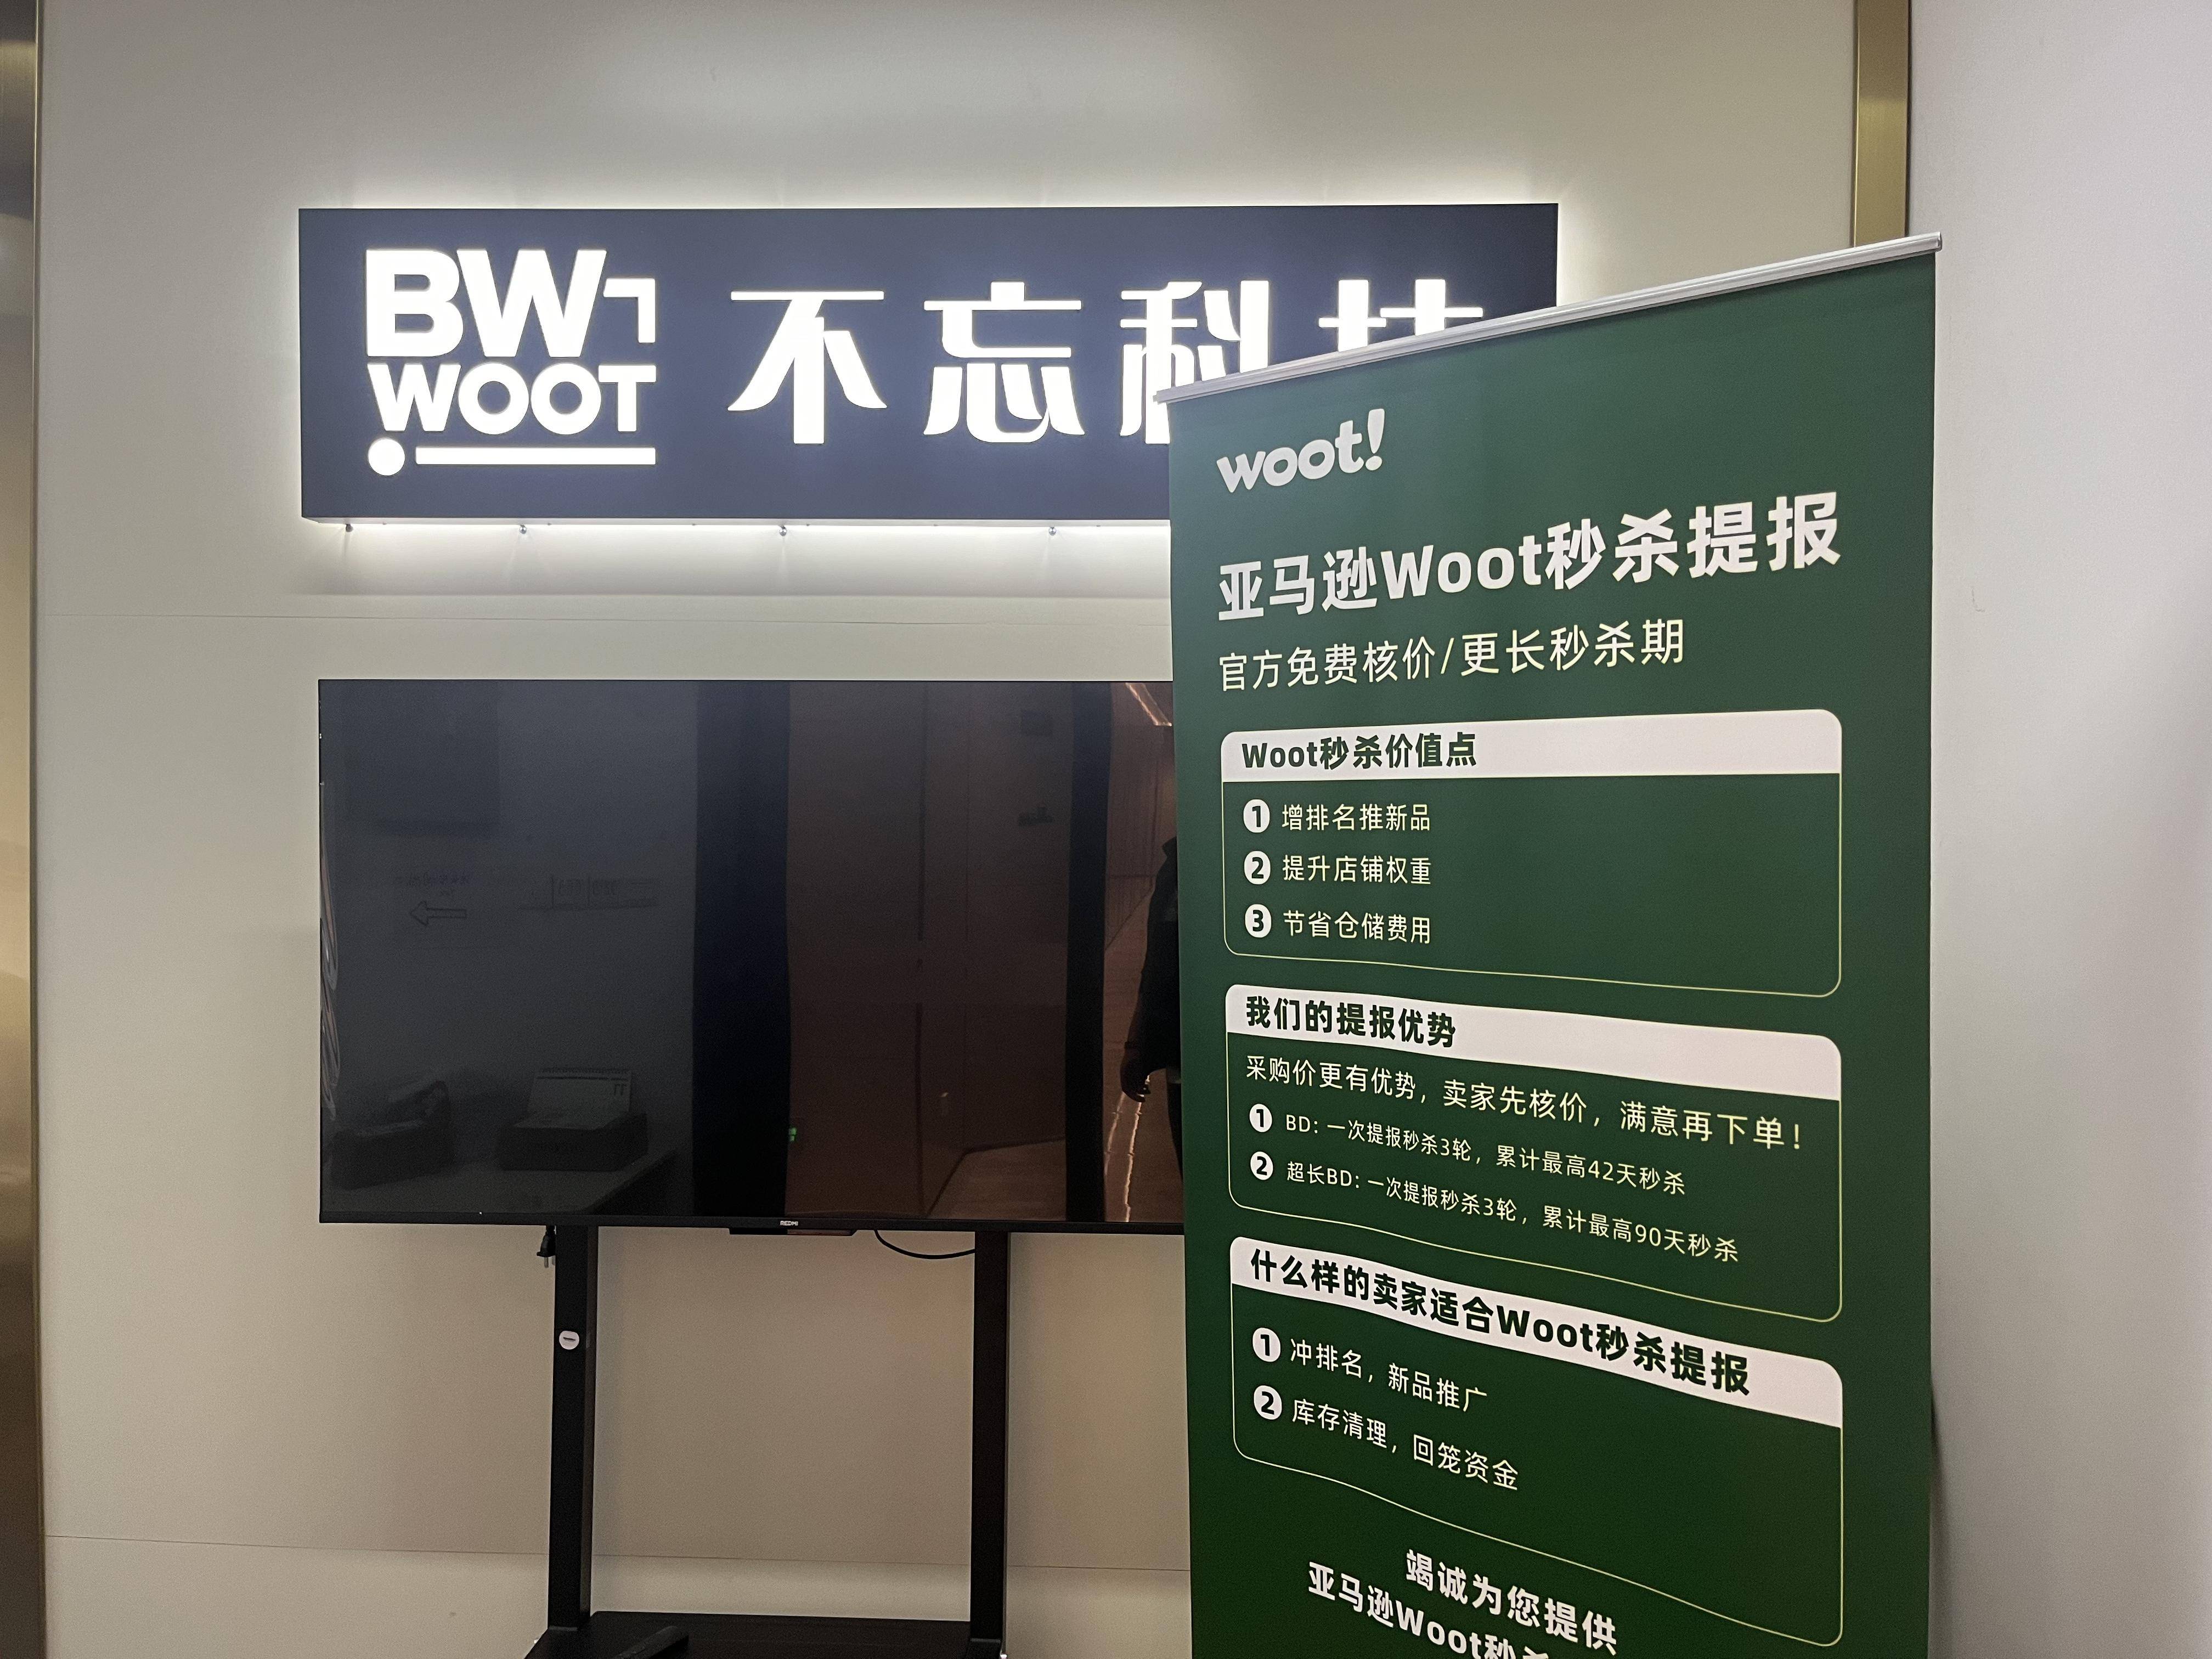 BW
WOOT
不忘科技
woot!
亚马逊Woot秒杀提报
官方免费核价/更长秒杀期
Woot秒杀价值点
1 增排名推新品
2 提升店铺权重
3 节省仓储费用
我们的提报优势
采购价更有优势，卖家先核价，满意再下单！
1 BD：一次提报秒杀3轮，累计最高42天秒杀
2 超长BD：一次提报秒杀3轮，累计最高90天秒杀
什么样的卖家适合Woot秒杀提报
1 冲排名，新品推广
2 库存清理，回笼资金
竭诚为您提供
亚马逊Woot秒杀
REDMI